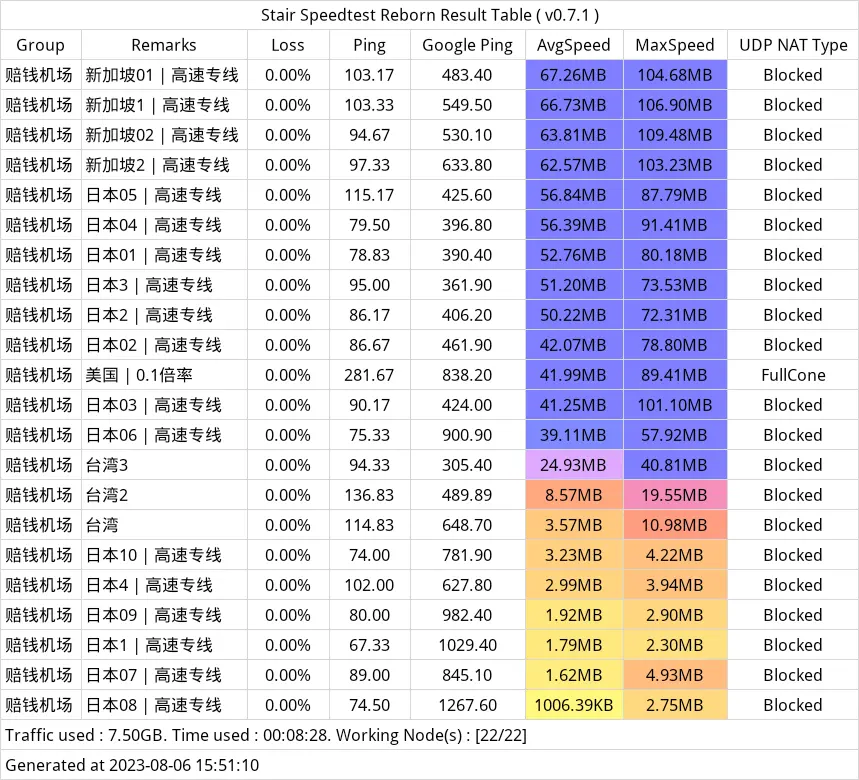 Stair Speedtest Reborn Result Table ( v0.7.1 )
Group Remarks Loss Ping Google Ping AvgSpeed MaxSpeed UDP NAT Type
赔钱机场 新加坡01 | 高速专线 0.00% 103.17 483.40 67.26MB 104.68MB Blocked
赔钱机场 新加坡1 | 高速专线 0.00% 103.33 549.50 66.73MB 106.90MB Blocked
赔钱机场 新加坡02 | 高速专线 0.00% 94.67 530.10 63.81MB 109.48MB Blocked
赔钱机场 新加坡2 | 高速专线 0.00% 97.33 633.80 62.57MB 103.23MB Blocked
赔钱机场 日本05 | 高速专线 0.00% 115.17 425.60 56.84MB 87.79MB Blocked
赔钱机场 日本04 | 高速专线 0.00% 79.50 396.80 56.39MB 91.41MB Blocked
赔钱机场 日本01 | 高速专线 0.00% 78.83 390.40 52.76MB 80.18MB Blocked
赔钱机场 日本3 | 高速专线 0.00% 95.00 361.90 51.20MB 73.53MB Blocked
赔钱机场 日本2 | 高速专线 0.00% 86.17 406.20 50.22MB 72.31MB Blocked
赔钱机场 日本02 | 高速专线 0.00% 86.67 461.90 42.07MB 78.80MB Blocked
赔钱机场 美国 | 0.1倍率 0.00% 281.67 838.20 41.99MB 89.41MB FullCone
赔钱机场 日本03 | 高速专线 0.00% 90.17 424.00 41.25MB 101.10MB Blocked
赔钱机场 日本06 | 高速专线 0.00% 75.33 900.90 39.11MB 57.92MB Blocked
赔钱机场 台湾3 0.00% 94.33 305.40 24.93MB 40.81MB Blocked
赔钱机场 台湾2 0.00% 136.83 489.89 8.57MB 19.55MB Blocked
赔钱机场 台湾 0.00% 114.83 648.70 3.57MB 10.98MB Blocked
赔钱机场 日本10 | 高速专线 0.00% 74.00 781.90 3.23MB 4.22MB Blocked
赔钱机场 日本4 | 高速专线 0.00% 102.00 627.80 2.99MB 3.94MB Blocked
赔钱机场 日本09 | 高速专线 0.00% 80.00 982.40 1.92MB 2.90MB Blocked
赔钱机场 日本1 | 高速专线 0.00% 67.33 1029.40 1.79MB 2.30MB Blocked
赔钱机场 日本07 | 高速专线 0.00% 89.00 845.10 1.62MB 4.93MB Blocked
赔钱机场 日本08 | 高速专线 0.00% 74.50 1267.60 1006.39KB 2.75MB Blocked
Traffic used : 7.50GB. Time used : 00:08:28. Working Node(s) : [22/22]
Generated at 2023-08-06 15:51:10